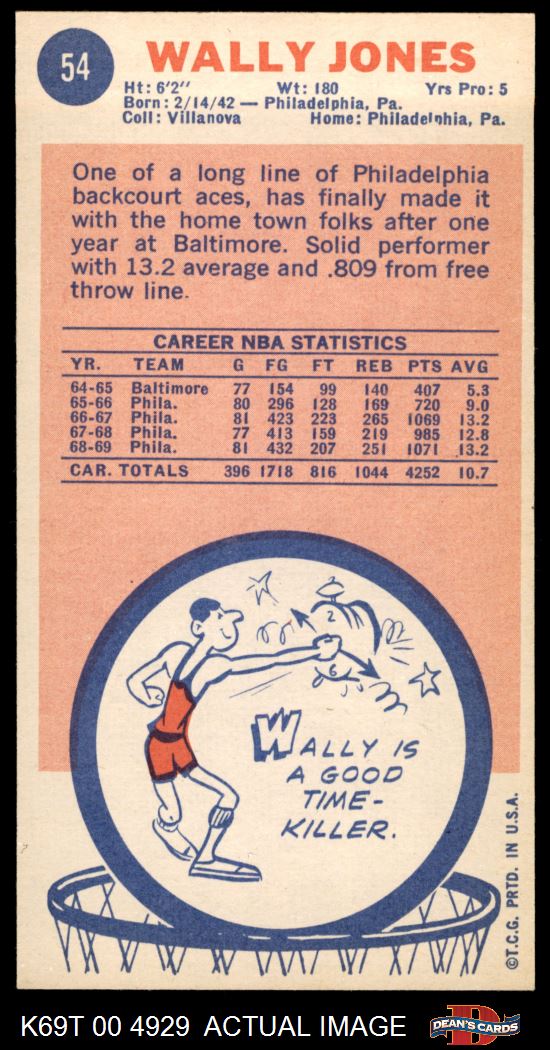 54
WALLY JONES
Ht: 6'2" Wt: 180 Yrs Pro: 5
Born: 2/14/42 — Philadelphia, Pa.
Coll: Villanova Home: Philadelphia, Pa.
One of a long line of Philadelphia
backcourt aces, has finally made it
with the home town folks after one
year at Baltimore. Solid performer
with 13.2 average and .809 from free
throw line.
CAREER NBA STATISTICS
YR. TEAM G FG FT REB PTS AVG
64-65 Baltimore 77 154 99 140 407 5.3
65-66 Phila. 80 296 128 169 720 9.0
66-67 Phila. 81 423 223 265 1069 13.2
67-68 Phila. 77 413 159 219 985 12.8
68-69 Phila. 81 432 207 251 1071 13.2
CAR. TOTALS 396 1718 816 1044 4252 10.7
2
6
WALLY IS
A GOOD
TIME-
KILLER.
©T.C.G. PRTD. IN U.S.A.
K69T 00 4929 ACTUAL IMAGE
D
DEAN'S CARDS